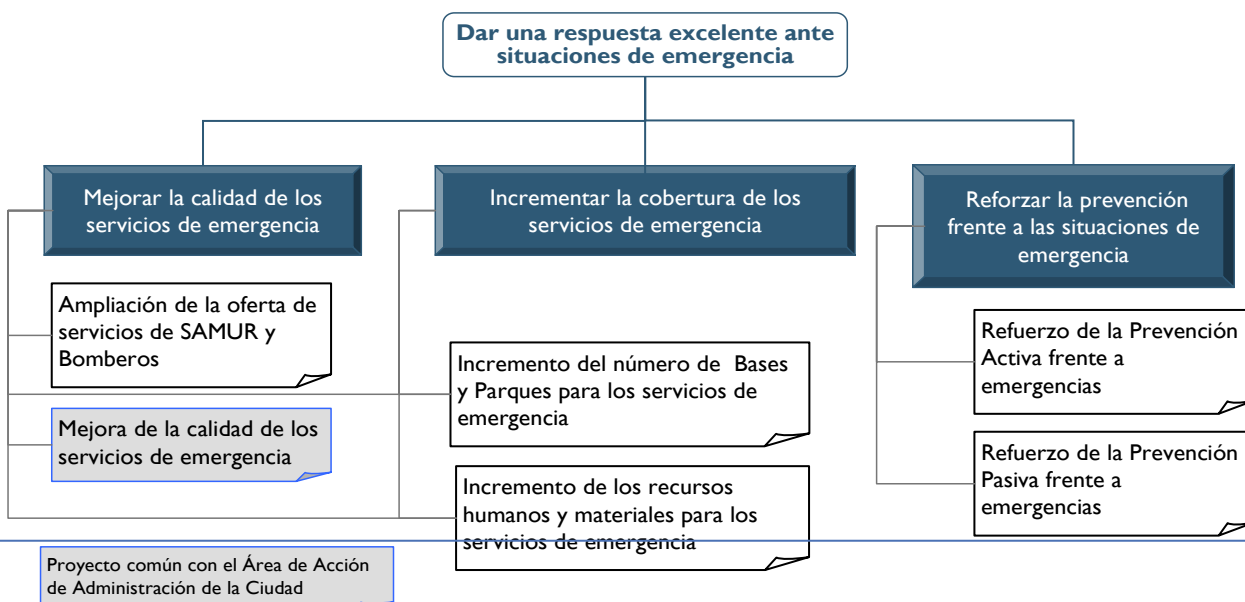 Dar una respuesta excelente ante
situaciones de emergencia
Mejorar la calidad de los
servicios de emergencia
Incrementar la cobertura de los
servicios de emergencia
Reforzar la prevención
frente a las situaciones de
emergencia
Ampliación de la oferta de
servicios de SAMUR y
Bomberos
Mejora de la calidad de los
servicios de emergencia
Incremento del número de Bases
y Parques para los servicios de
emergencia
Incremento de los recursos
humanos y materiales para los
servicios de emergencia
Refuerzo de la Prevención
Activa frente a
emergencias
Refuerzo de la Prevención
Pasiva frente a
emergencias
Proyecto común con el Área de Acción
de Administración de la Ciudad